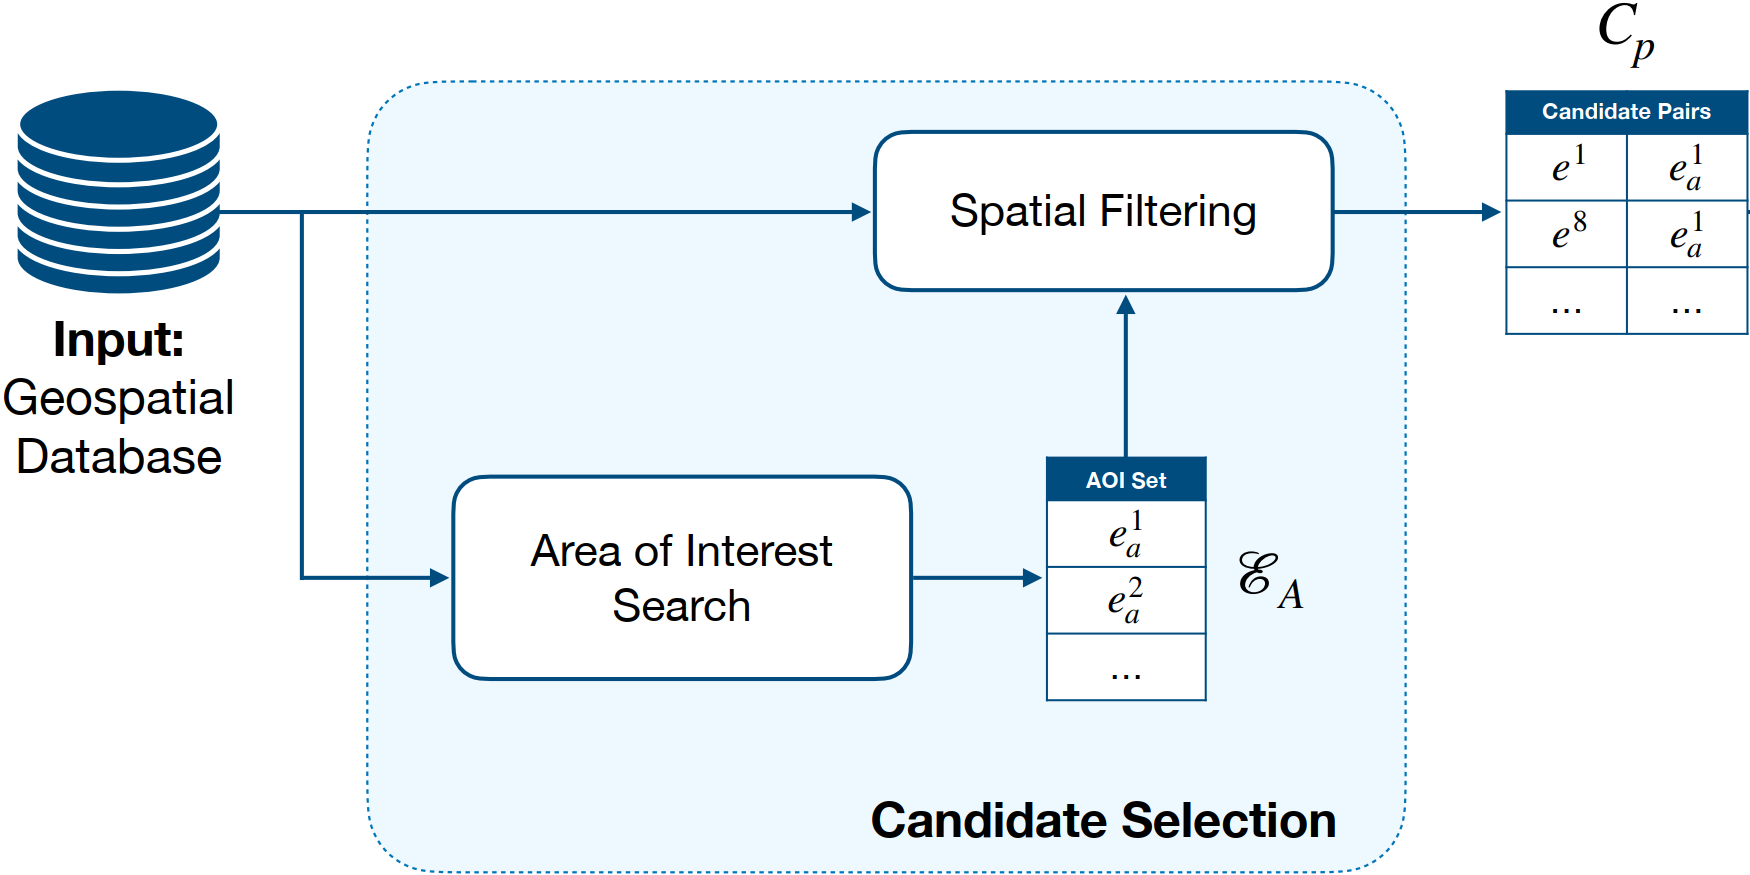 C_p
Candidate Pairs
e^1 e_a^1
e^8 e_a^1
... ...
Spatial Filtering
Input:
Geospatial
Database
Area of Interest
Search
AOI Set
e_a^1
e_a^2
...
ℰ_A
Candidate Selection